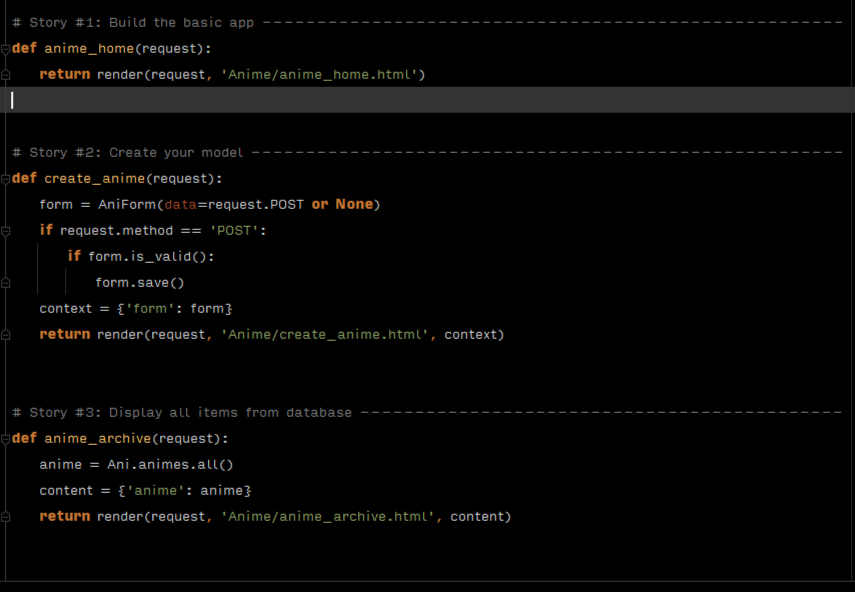 # Story #1: Build the basic app ---------------------------------------------------
def anime_home(request):
    return render(request, 'Anime/anime_home.html')
# Story #2: Create your model ----------------------------------------------------
def create_anime(request):
    form = AniForm(data=request.POST or None)
    if request.method == 'POST':
        if form.is_valid():
            form.save()
    context = {'form': form}
    return render(request, 'Anime/create_anime.html', context)
# Story #3: Display all items from database ------------------------------------------
def anime_archive(request):
    anime = Ani.animes.all()
    content = {'anime': anime}
    return render(request, 'Anime/anime_archive.html', content)